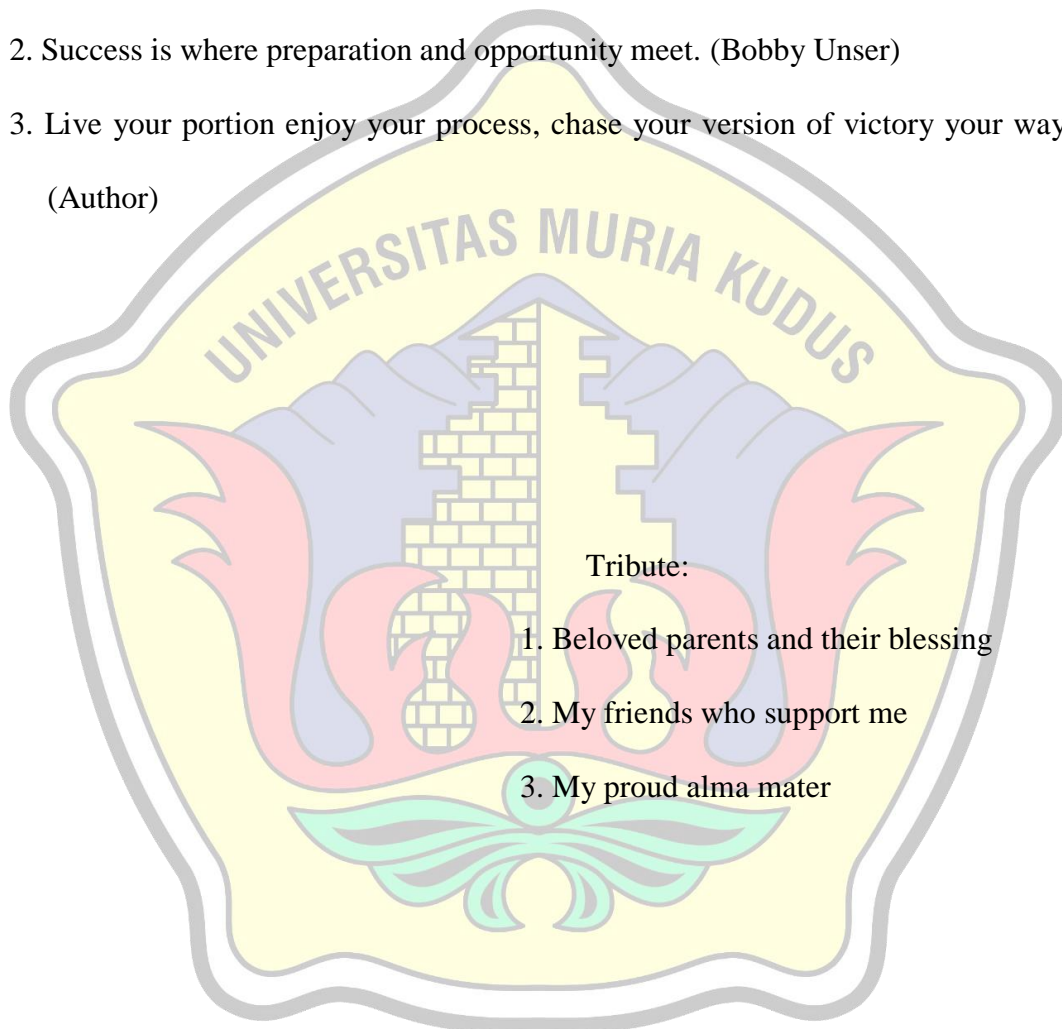 2. Success is where preparation and opportunity meet. (Bobby Unser)
3. Live your portion enjoy your process, chase your version of victory your way
(Author)
UNIVERSITAS MURIA KUDUS
Tribute:
1. Beloved parents and their blessing
2. My friends who support me
3. My proud alma mater